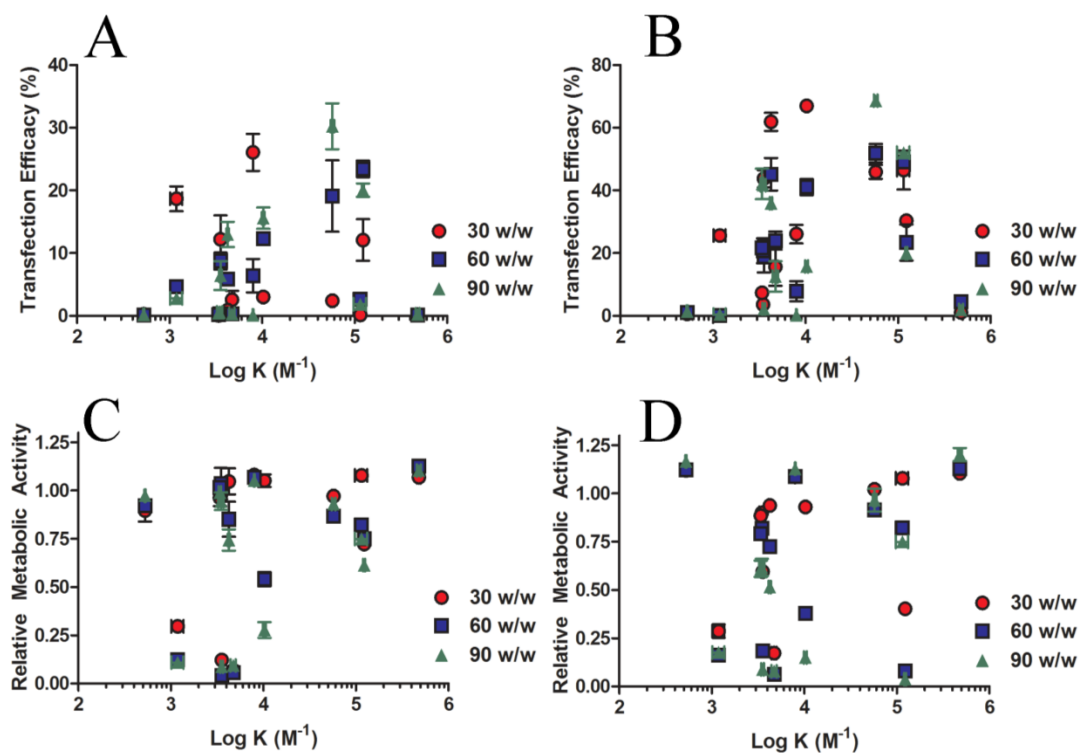 A
Transfection Efficacy (%)
40
30
20
10
0
2 3 4 5 6
Log K (M⁻¹)
30 w/w
60 w/w
90 w/w
B
Transfection Efficacy (%)
80
60
40
20
0
2 3 4 5 6
Log K (M⁻¹)
30 w/w
60 w/w
90 w/w
C
Relative Metabolic Activity
1.25
1.00
0.75
0.50
0.25
0.00
2 3 4 5 6
Log K (M⁻¹)
30 w/w
60 w/w
90 w/w
D
Relative Metabolic Activity
1.25
1.00
0.75
0.50
0.25
0.00
2 3 4 5 6
Log K (M⁻¹)
30 w/w
60 w/w
90 w/w